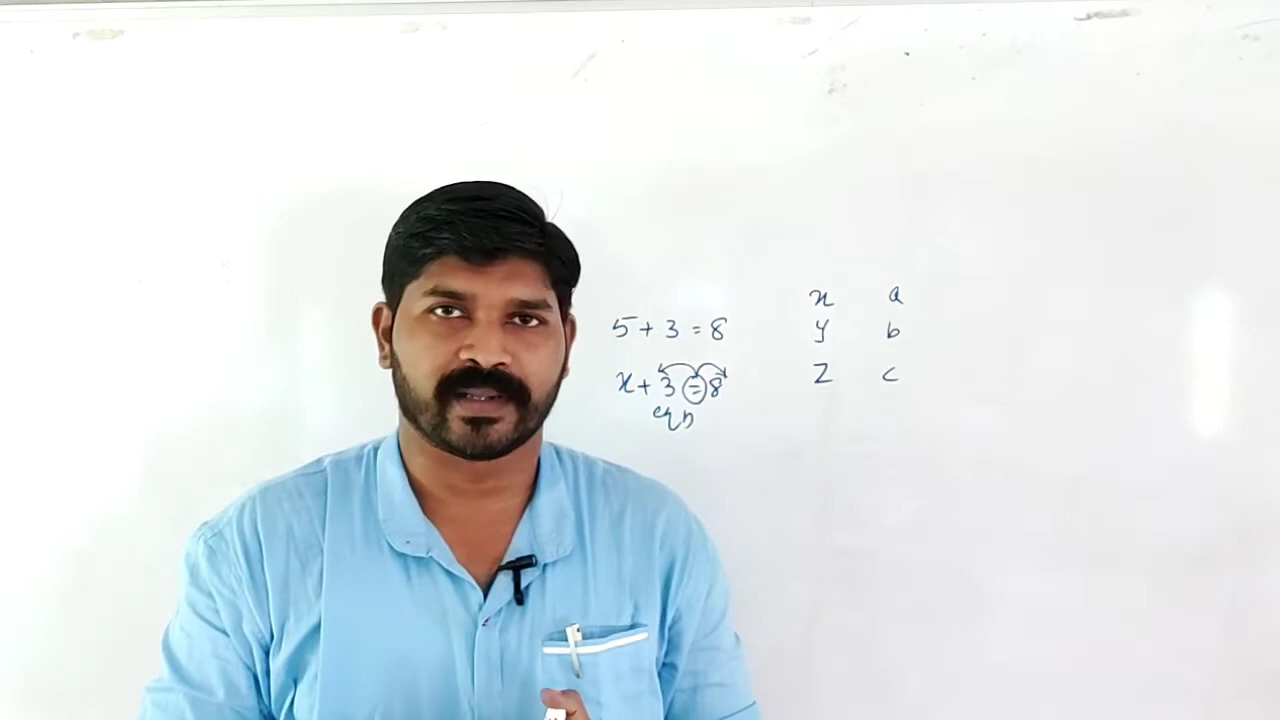 5 + 3 = 8
x + 3 = 8
eqn
x a
y b
z c